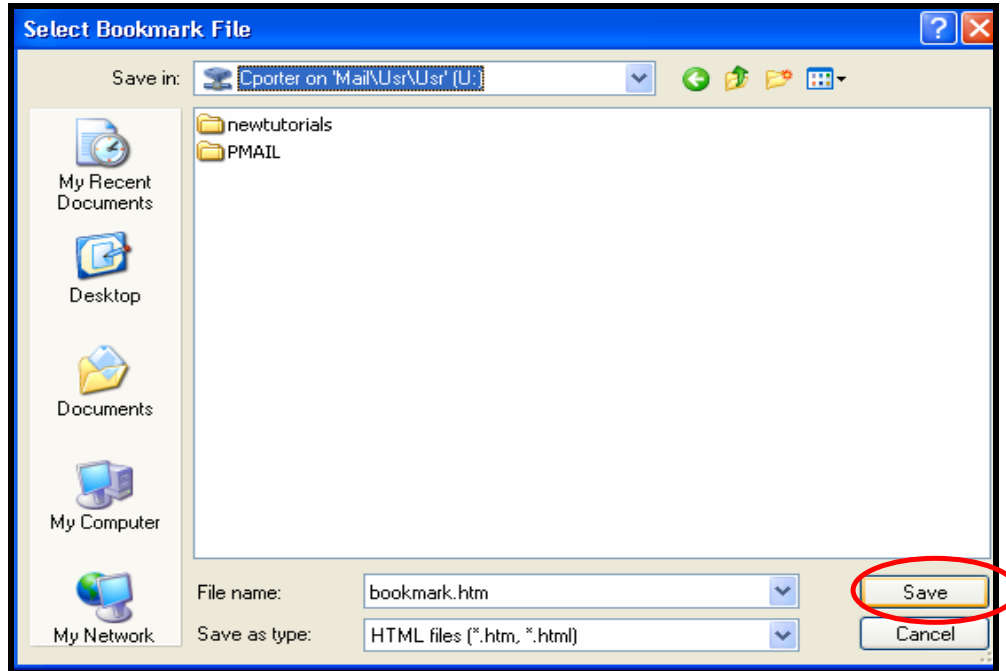 Select Bookmark File
Save in: Cporter on 'Mail\Usr\Usr' (U:)
newtutorials
PMAIL
My Recent
Documents
Desktop
Documents
My Computer
My Network
File name: bookmark.htm Save
Save as type: HTML files (*.htm, *.html) Cancel